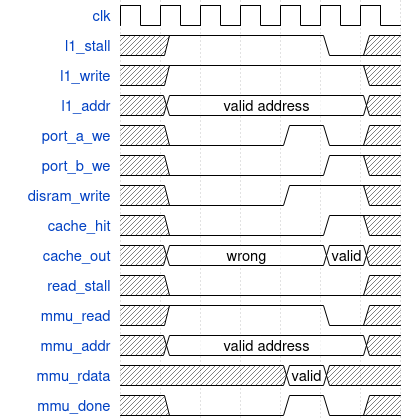 clk
l1_stall
l1_write
l1_addr valid address
port_a_we
port_b_we
disram_write
cache_hit
cache_out wrong valid
read_stall
mmu_read
mmu_addr valid address
mmu_rdata valid
mmu_done